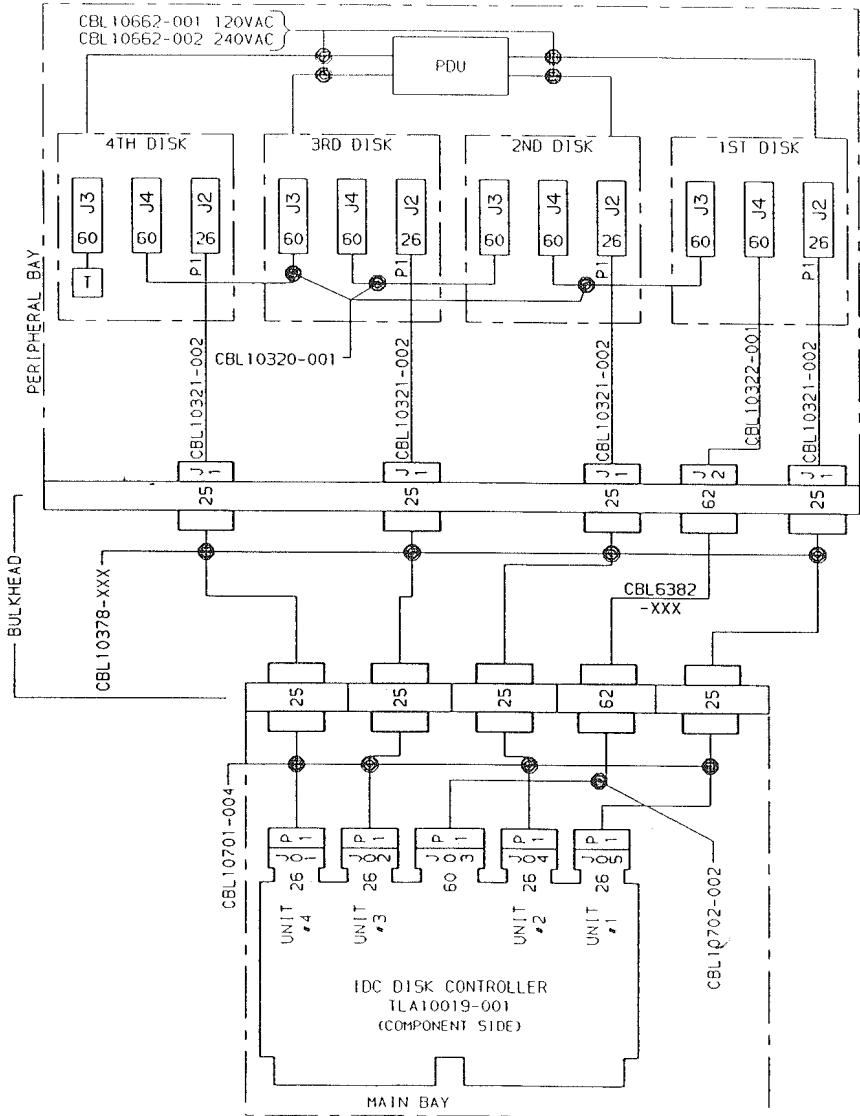 CBL10662-001 120VAC
CBL10662-002 240VAC
PDU
4TH DISK
3RD DISK
2ND DISK
1ST DISK
J3
60
J4
60
J2
26
J3
60
J4
60
J2
26
J3
60
J4
60
J2
26
J3
60
J4
60
J2
26
T
P1
P1
P1
P1
PERIPHERAL BAY
CBL10320-001
CBL10321-002
CBL10321-002
CBL10321-002
CBL10322-001
CBL10321-002
J1
J1
J1
J2
J1
25
25
25
62
25
BULKHEAD
CBL10378-XXX
CBL6382
-XXX
25
25
25
62
25
CBL10701-004
P1
P1
P1
P1
P1
J01
J02
J03
J04
J05
26
26
60
26
26
UNIT
#4
UNIT
#3
UNIT
#2
UNIT
#1
CBL10702-002
IDC DISK CONTROLLER
TLA10019-001
(COMPONENT SIDE)
MAIN BAY